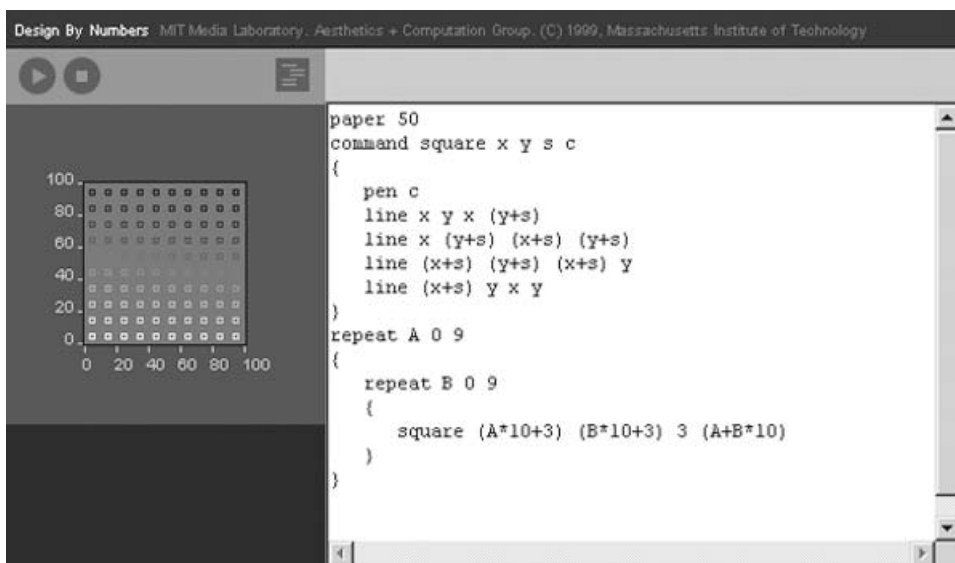 Design By Numbers MIT Media Laboratory. Aesthetics + Computation Group. (C) 1999, Massachusetts Institute of Technology
100
80
60
40
20
0
0 20 40 60 80 100
paper 50
command square x y s c
{
   pen c
   line x y x (y+s)
   line x (y+s) (x+s) (y+s)
   line (x+s) (y+s) (x+s) y
   line (x+s) y x y
}
repeat A 0 9
{
   repeat B 0 9
   {
      square (A*10+3) (B*10+3) 3 (A+B*10)
   }
}